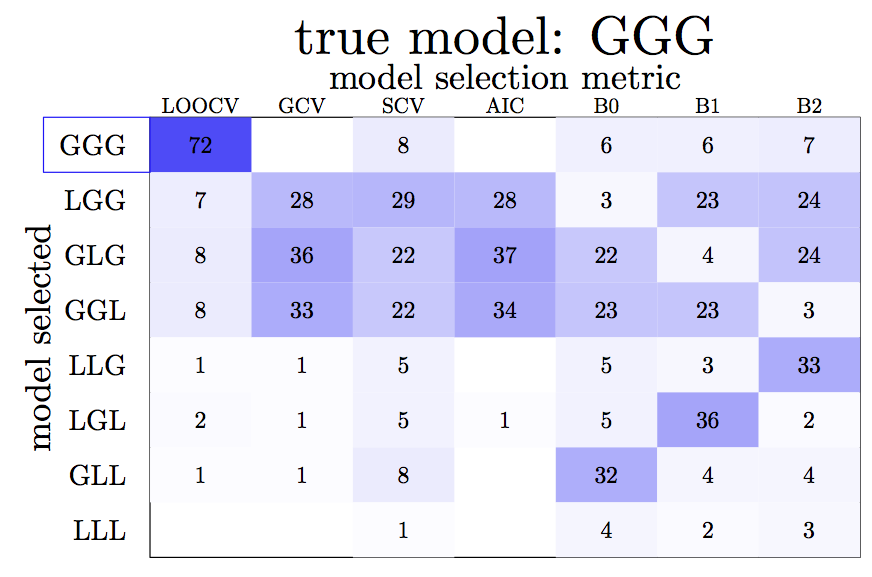 true model: GGG
model selection metric
LOOCV GCV SCV AIC B0 B1 B2
model selected
GGG 72 8 6 6 7
LGG 7 28 29 28 3 23 24
GLG 8 36 22 37 22 4 24
GGL 8 33 22 34 23 23 3
LLG 1 1 5 5 3 33
LGL 2 1 5 1 5 36 2
GLL 1 1 8 32 4 4
LLL 1 4 2 3